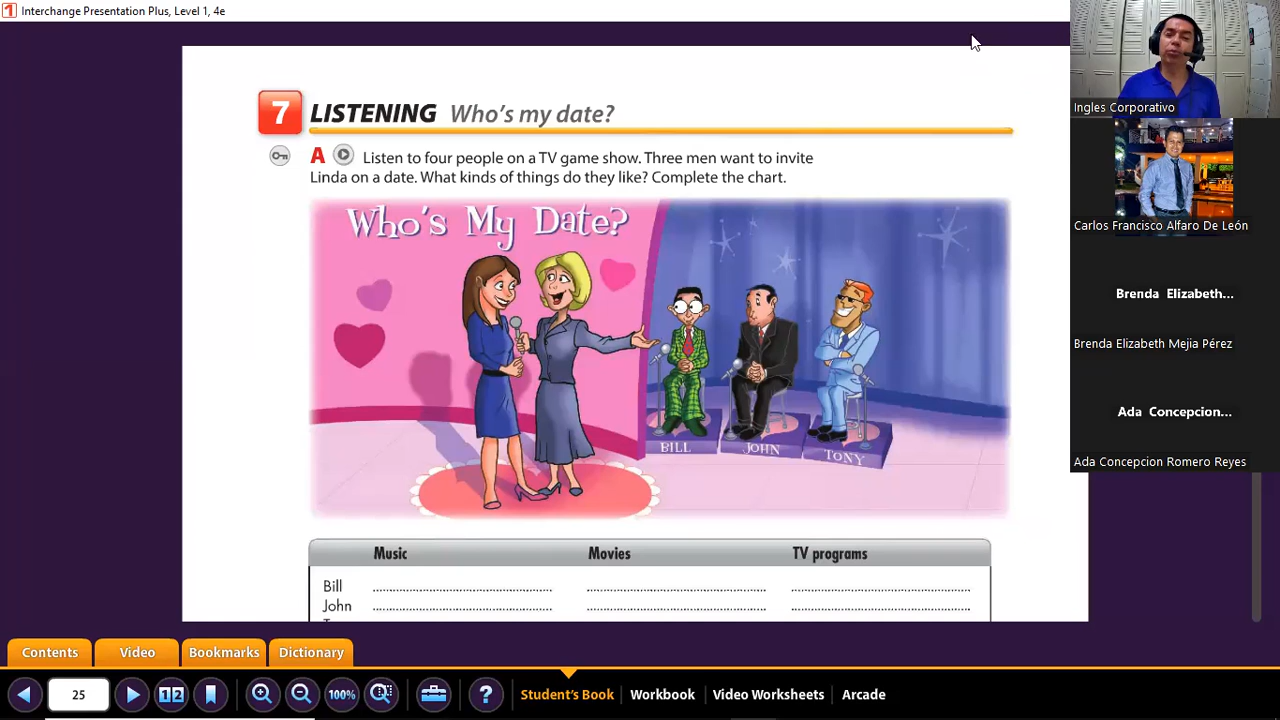 Interchange Presentation Plus, Level 1, 4e
7 LISTENING Who's my date?
A Listen to four people on a TV game show. Three men want to invite
Linda on a date. What kinds of things do they like? Complete the chart.
Who's My Date?
BILL JOHN TONY
Music Movies TV programs
Bill
John
Ingles Corporativo
Carlos Francisco Alfaro De León
Brenda Elizabeth...
Brenda Elizabeth Mejia Pérez
Ada Concepcion...
Ada Concepcion Romero Reyes
Contents Video Bookmarks Dictionary
25 1 2 100% ? Student's Book Workbook Video Worksheets Arcade